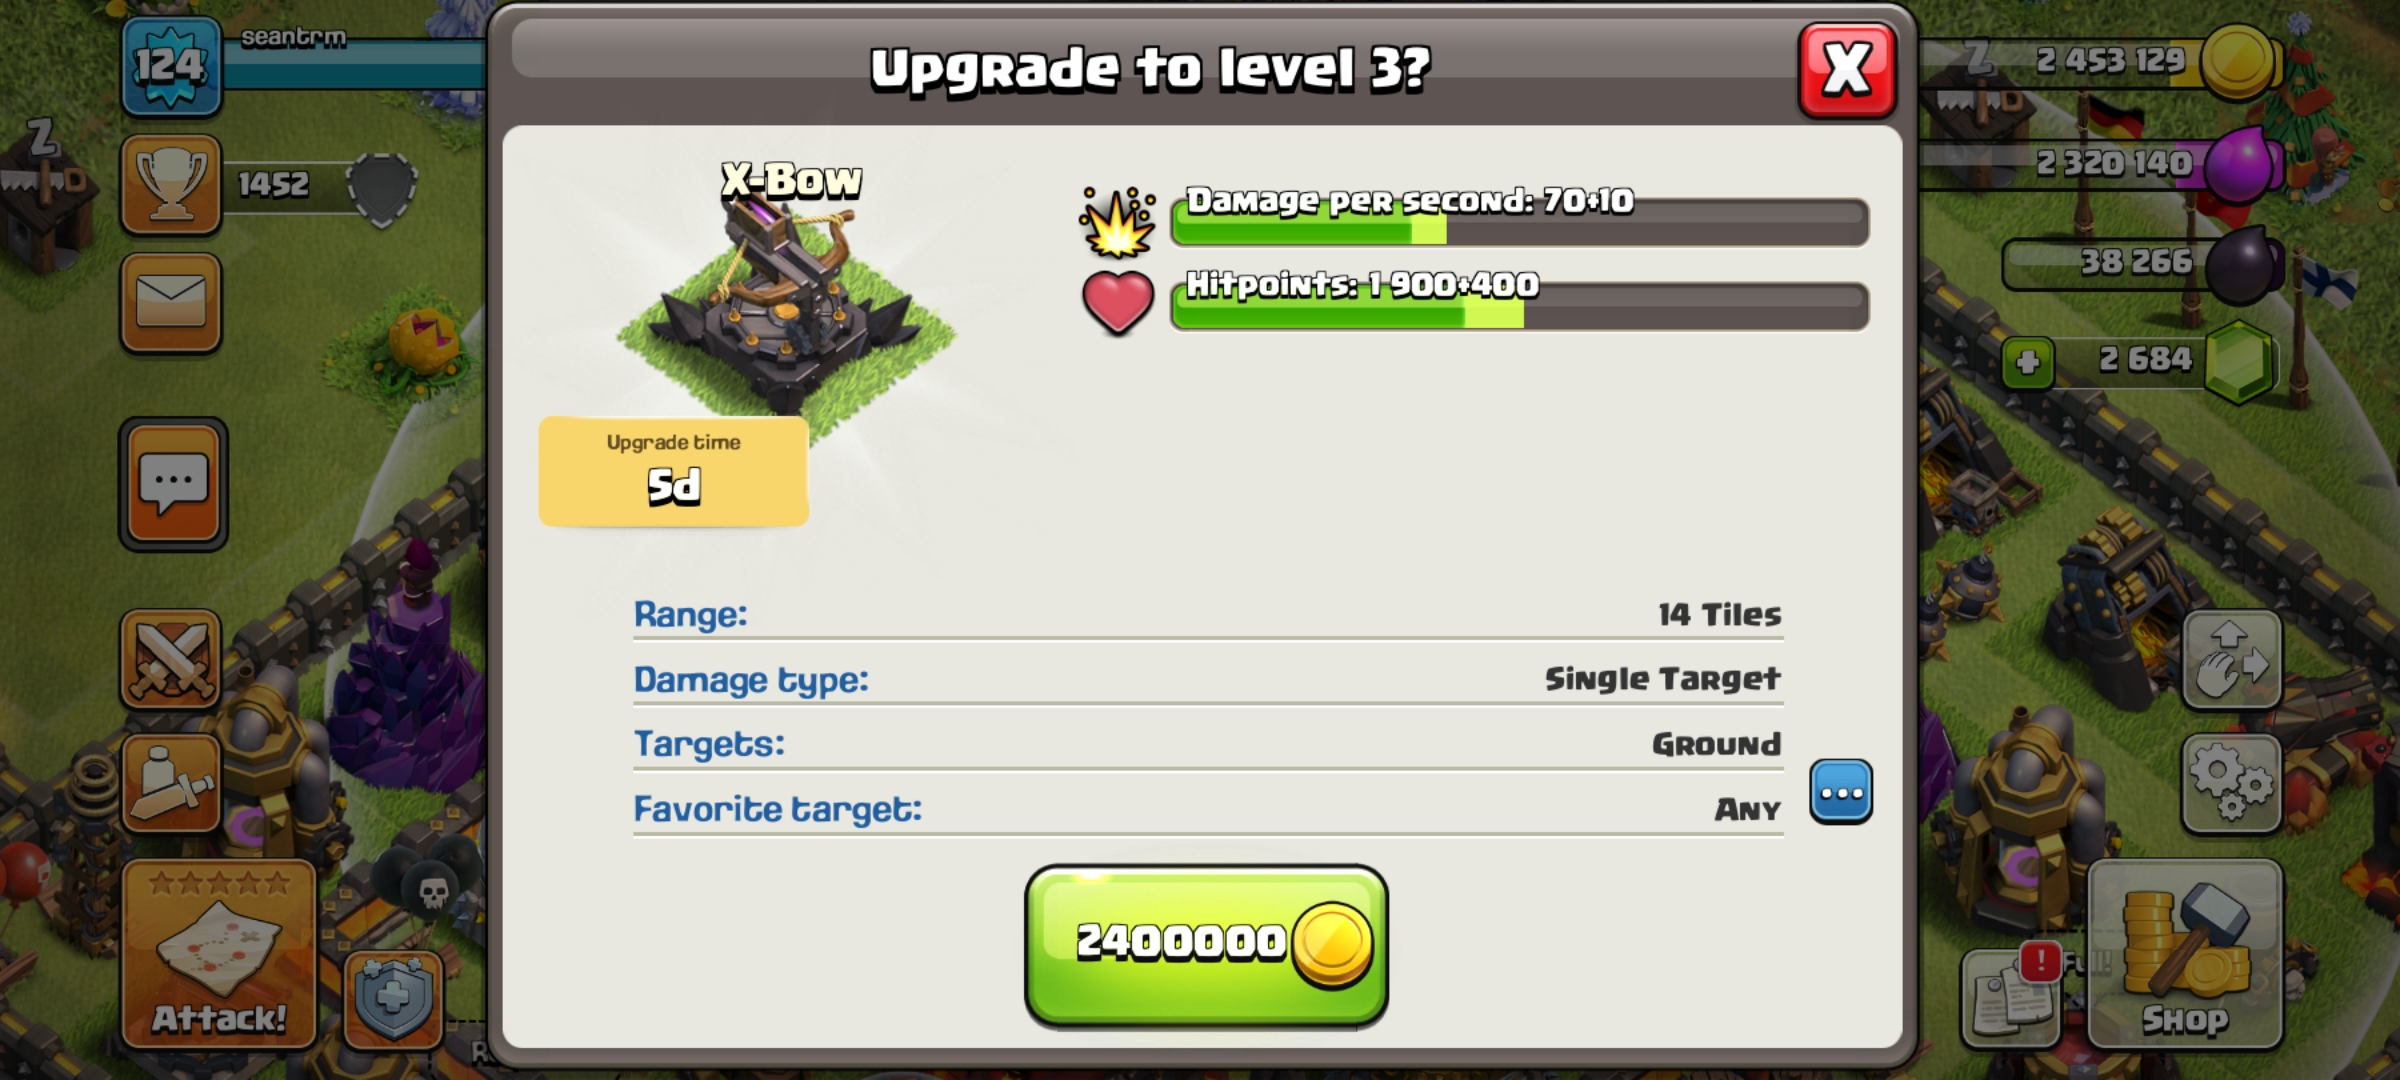 124
seantrm
1452
Attack!
Upgrade to level 3?
X-Bow
Damage per second: 70+10
Hitpoints: 1 900+400
Upgrade time
5d
Range:
14 Tiles
Damage type:
Single Target
Targets:
Ground
Favorite target:
Any
2400000
2 453 129
2 320 140
38 266
2 684
Full!
Shop